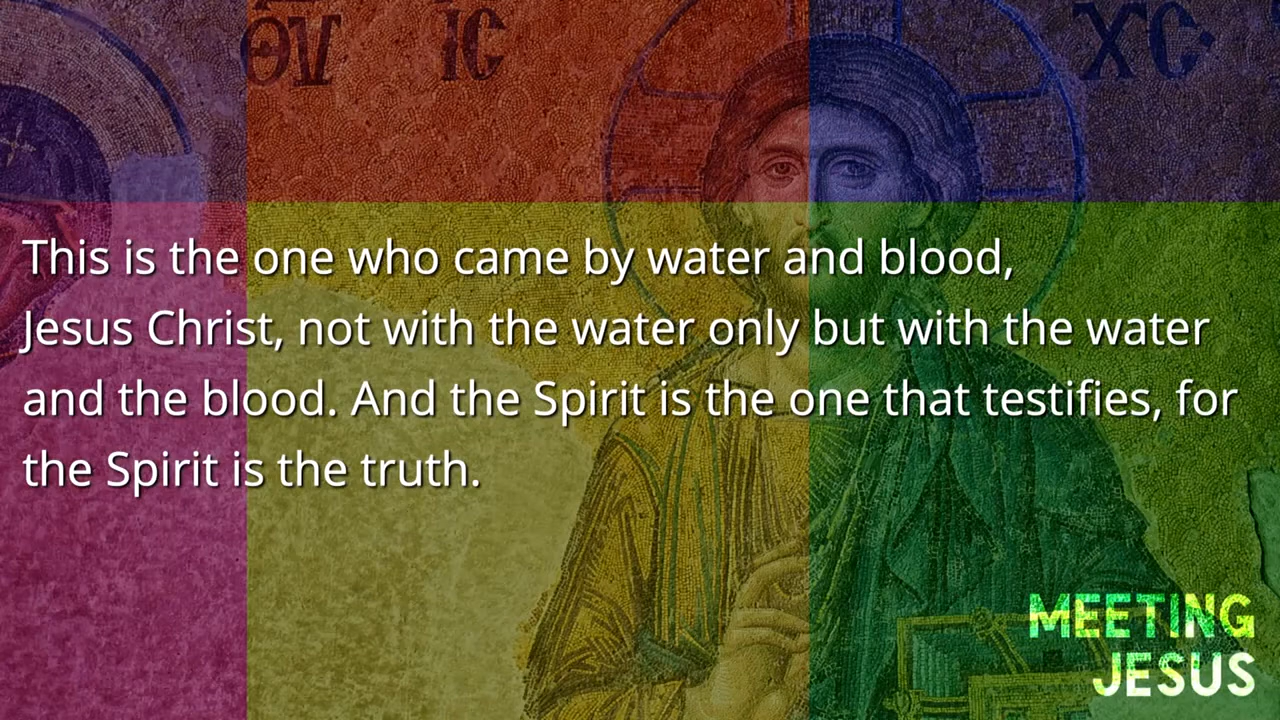 ΘV IC XC
This is the one who came by water and blood,
Jesus Christ, not with the water only but with the water
and the blood. And the Spirit is the one that testifies, for
the Spirit is the truth.
MEETING
JESUS